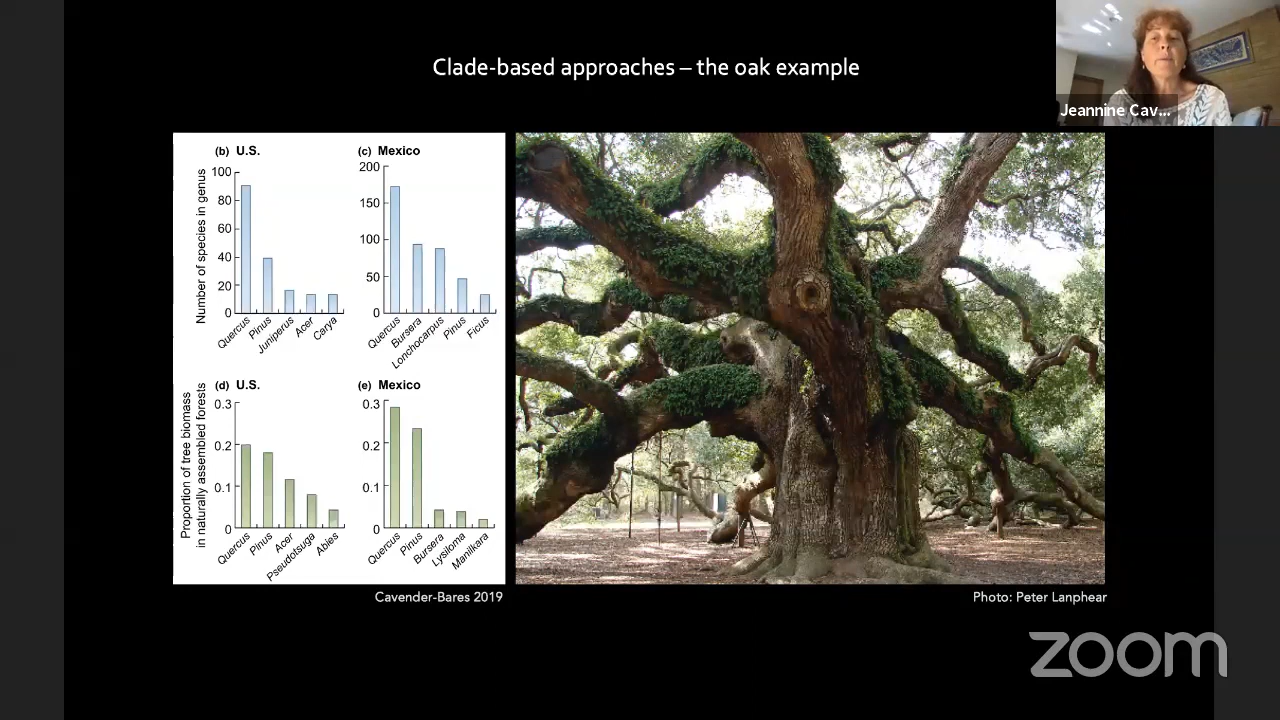 Clade-based approaches – the oak example
Jeannine Cav...
(b) U.S.
Number of species in genus
100
80
60
40
20
0
Quercus
Pinus
Juniperus
Acer
Carya
(c) Mexico
200
150
100
50
0
Quercus
Bursera
Lonchocarpus
Pinus
Ficus
(d) U.S.
Proportion of tree biomass
in naturally assembled forests
0.3
0.2
0.1
0
Quercus
Pinus
Acer
Pseudotsuga
Abies
(e) Mexico
0.3
0.2
0.1
0
Quercus
Pinus
Bursera
Lysiloma
Manilkara
Cavender-Bares 2019
Photo: Peter Lanphear
zoom